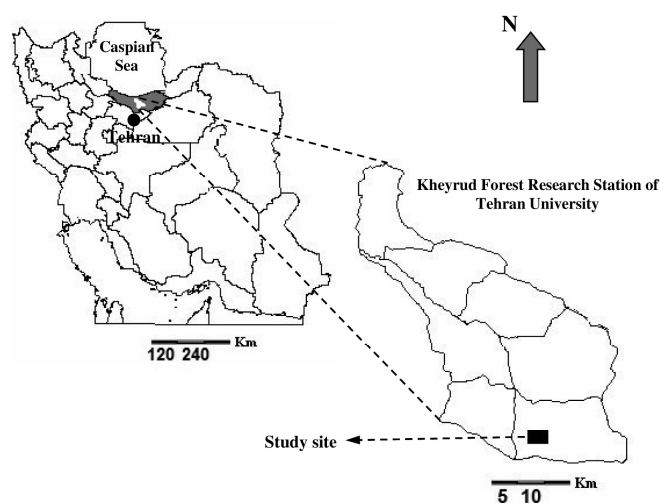 N
Caspian
Sea
Tehran
Kheyrud Forest Research Station of
Tehran University
120 240 Km
Study site
5 10 Km